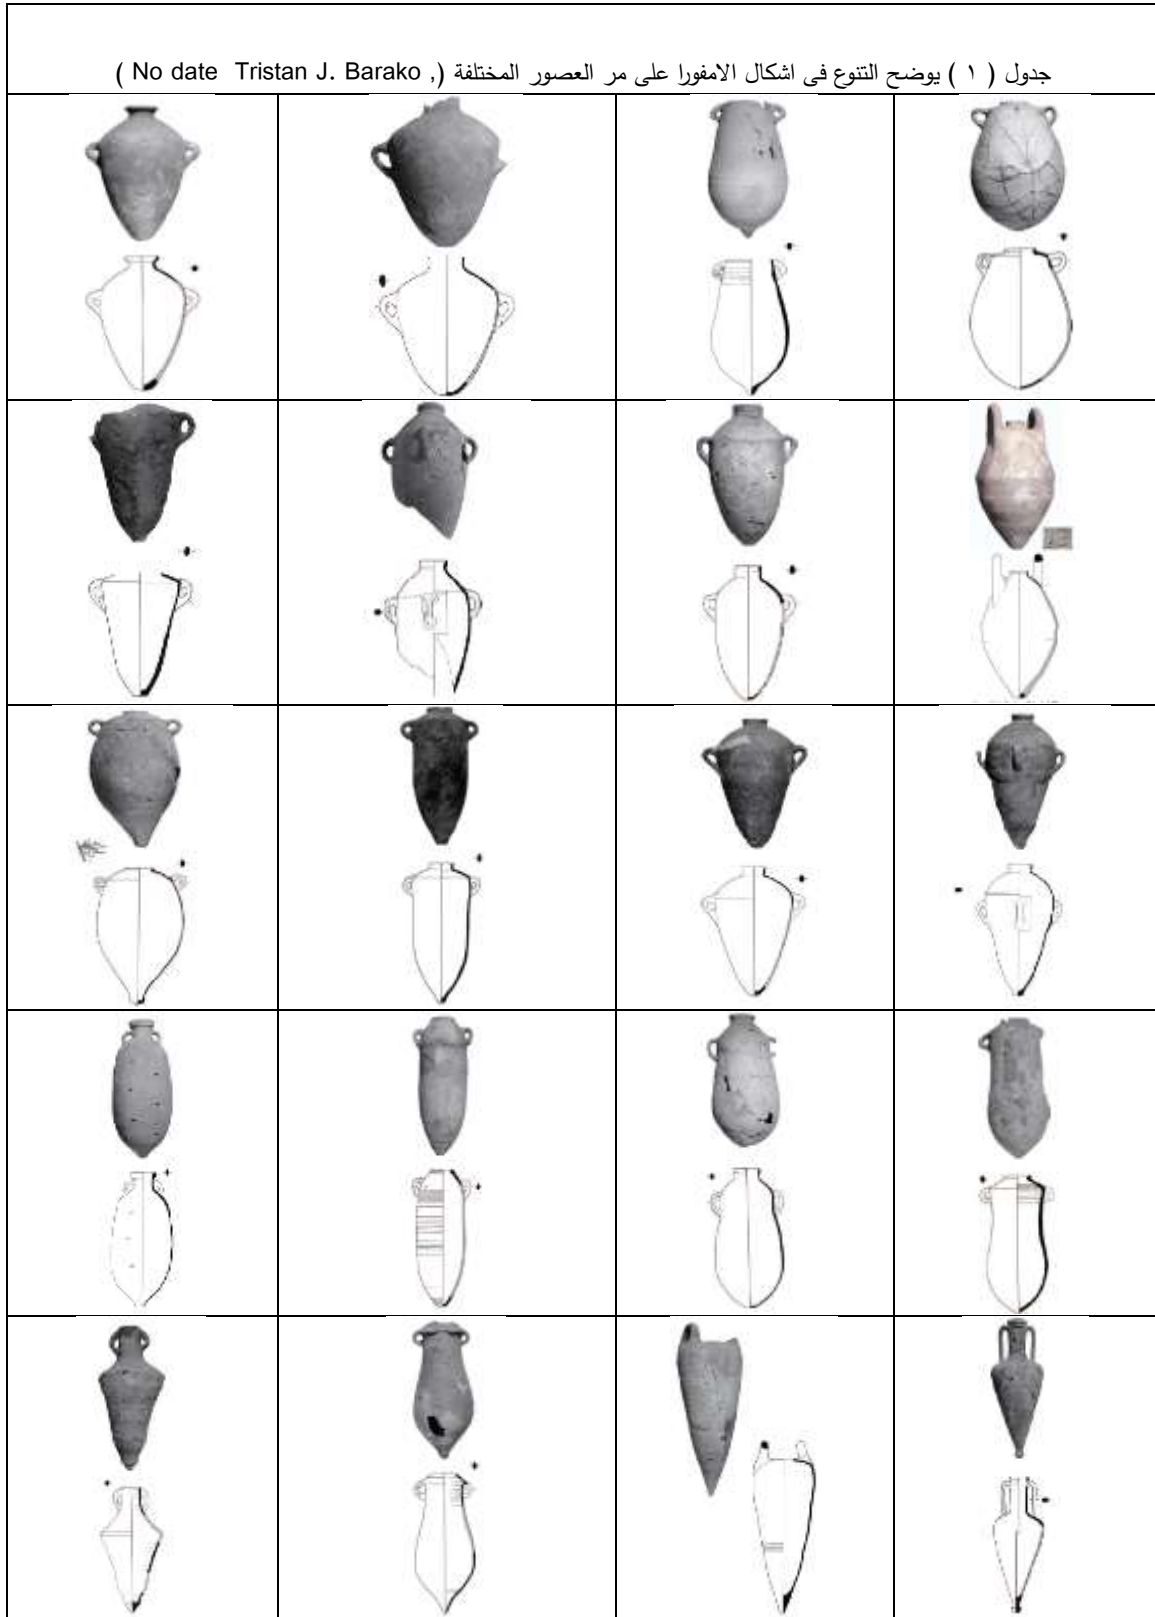 جدول ( ١ ) يوضح التنوع فى اشكال الامفورا على مر العصور المختلفة (No date Tristan J. Barako ,)